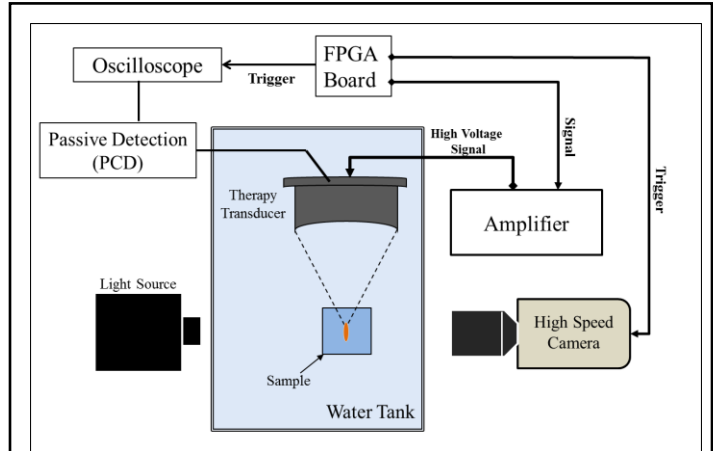 FPGA
Board
Oscilloscope
Trigger
Passive Detection
(PCD)
High Voltage
Signal
Signal
Trigger
Therapy
Transducer
Amplifier
Light Source
High Speed
Camera
Sample
Water Tank